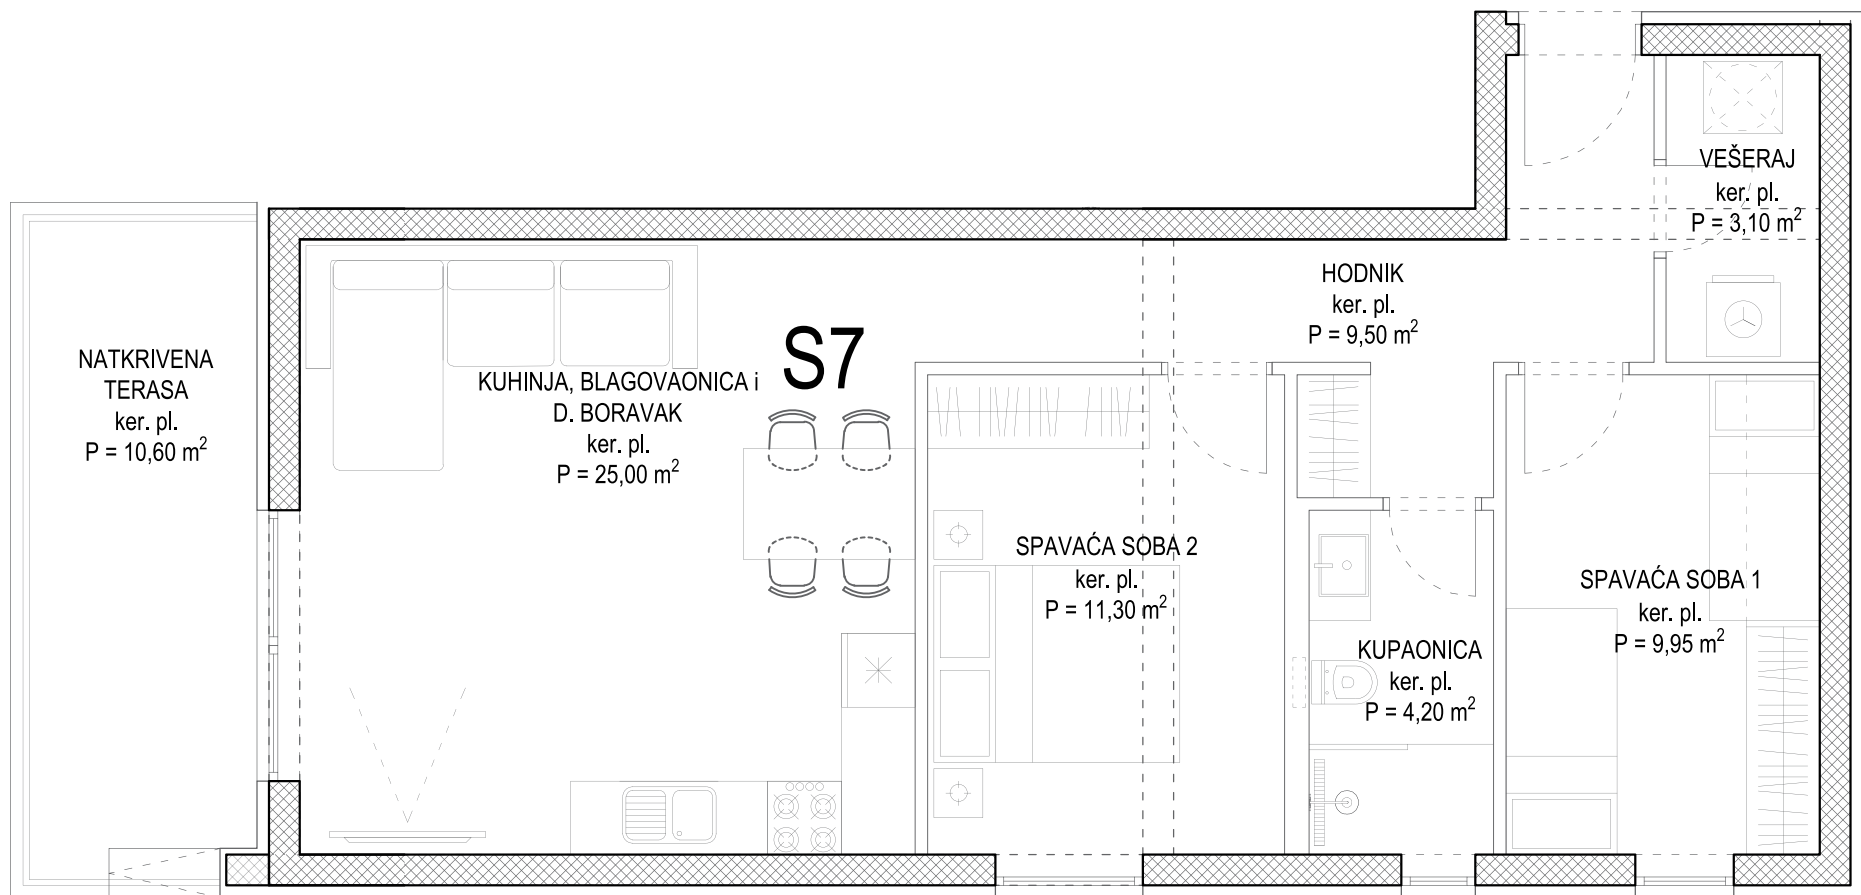 VEŠERAJ
ker. pl.
P = 3,10 m²
HODNIK
ker. pl.
P = 9,50 m²
S7
NATKRIVENA
TERASA
ker. pl.
P = 10,60 m²
KUHINJA, BLAGOVAONICA i
D. BORAVAK
ker. pl.
P = 25,00 m²
SPAVAĆA SOBA 2
ker. pl.
P = 11,30 m²
SPAVAĆA SOBA 1
ker. pl.
P = 9,95 m²
KUPAONICA
ker. pl.
P = 4,20 m²